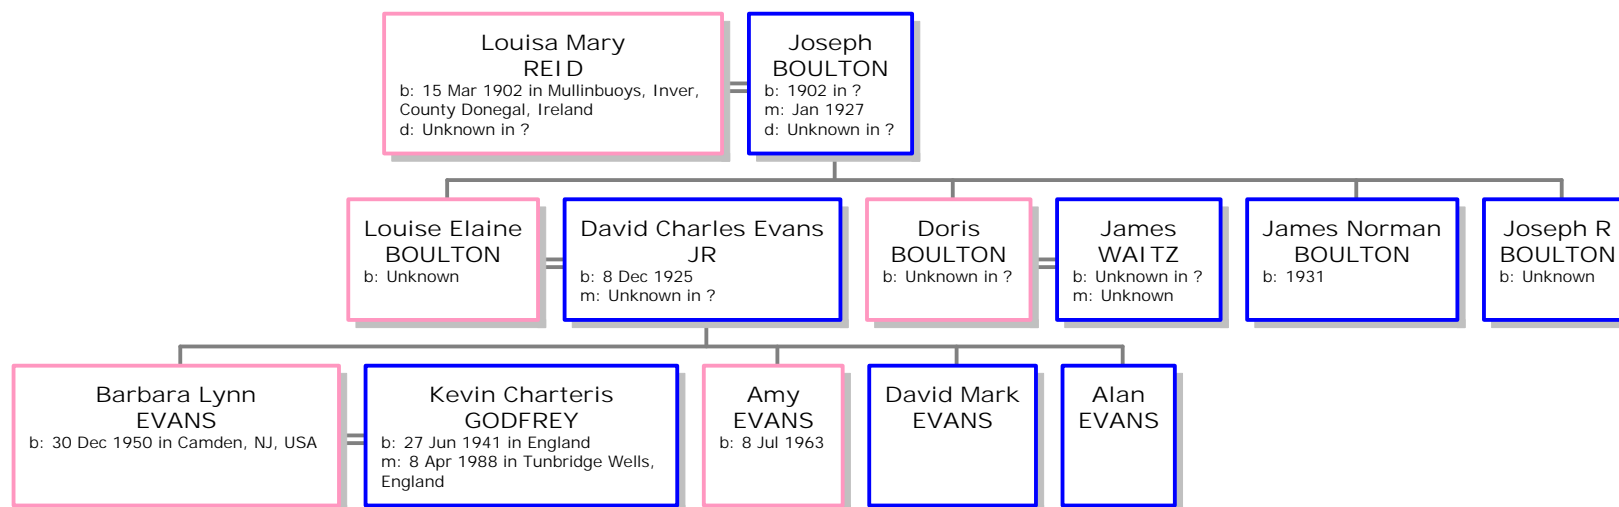 Louisa Mary
REID
b: 15 Mar 1902 in Mullinbuoys, Inver,
County Donegal, Ireland
d: Unknown in ?
Joseph
BOULTON
b: 1902 in ?
m: Jan 1927
d: Unknown in ?
Louise Elaine
BOULTON
b: Unknown
David Charles Evans
JR
b: 8 Dec 1925
m: Unknown in ?
Doris
BOULTON
b: Unknown in ?
James
WAITZ
b: Unknown in ?
m: Unknown
James Norman
BOULTON
b: 1931
Joseph R
BOULTON
b: Unknown
Barbara Lynn
EVANS
b: 30 Dec 1950 in Camden, NJ, USA
Kevin Charteris
GODFREY
b: 27 Jun 1941 in England
m: 8 Apr 1988 in Tunbridge Wells,
England
Amy
EVANS
b: 8 Jul 1963
David Mark
EVANS
Alan
EVANS